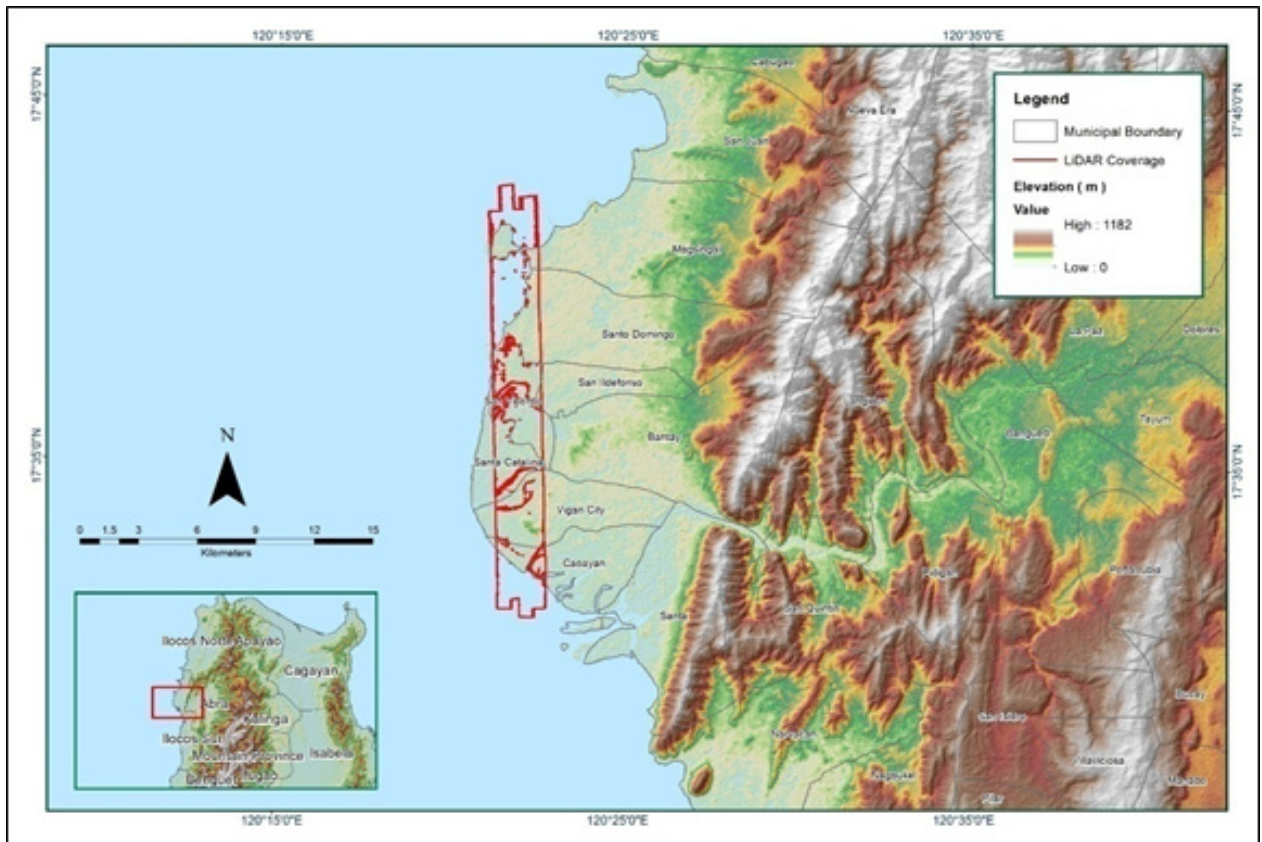 120°15'0"E
120°25'0"E
120°35'0"E
17°45'0"N
17°45'0"N
Cabugao
Nueva Era
San Juan
Legend
Municipal Boundary
LiDAR Coverage
Elevation ( m )
Value
High : 1182
Low : 0
Magsingal
Santo Domingo
La Paz
Dolores
San Ildefonso
Bantay
Tayum
17°35'0"N
17°35'0"N
Santa Catalina
Vigan City
Caoayan
N
0 1.5 3 6 9 12 15
Kilometers
Santa
San Quintin
Pidigan
Peñarrubia
Ilocos Norte
Apayao
Cagayan
Abra
Kalinga
Ilocos Sur
Mountain Province
Isabela
Bucay
San Isidro
Narvacan
Villaviciosa
Nagbukel
Manabo
Pilar
120°15'0"E
120°25'0"E
120°35'0"E